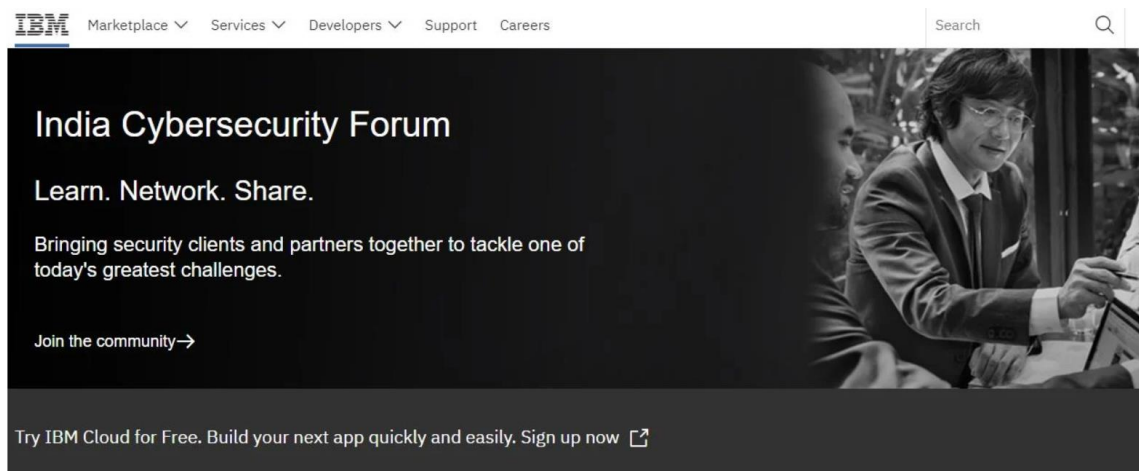 IBM Marketplace Services Developers Support Careers Search
India Cybersecurity Forum
Learn. Network. Share.
Bringing security clients and partners together to tackle one of
today's greatest challenges.
Join the community→
Try IBM Cloud for Free. Build your next app quickly and easily. Sign up now